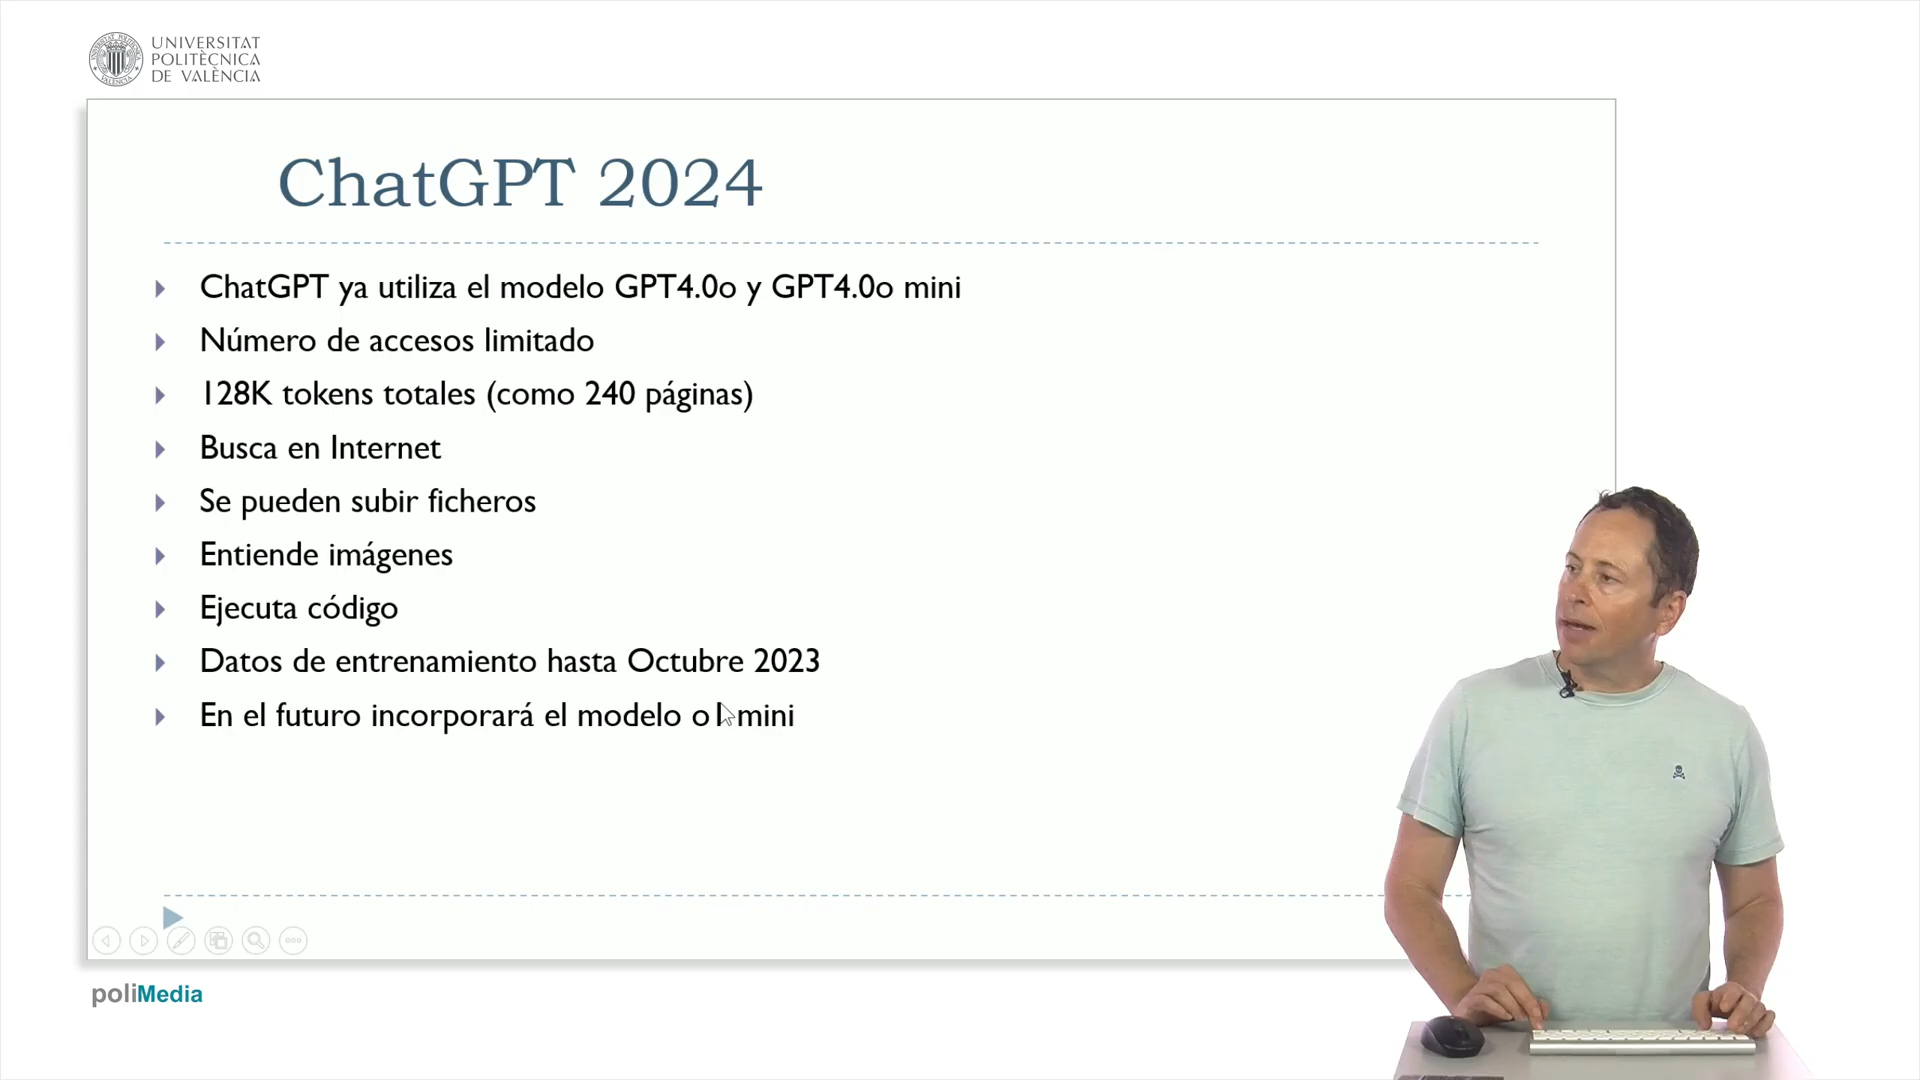 UNIVERSITAT
POLITÈCNICA
DE VALÈNCIA
ChatGPT 2024
ChatGPT ya utiliza el modelo GPT4.0o y GPT4.0o mini
Número de accesos limitado
128K tokens totales (como 240 páginas)
Busca en Internet
Se pueden subir ficheros
Entiende imágenes
Ejecuta código
Datos de entrenamiento hasta Octubre 2023
En el futuro incorporará el modelo o1 mini
poliMedia